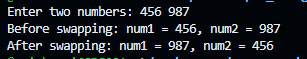 Enter two numbers: 456 987
Before swapping: num1 = 456, num2 = 987
After swapping: num1 = 987, num2 = 456